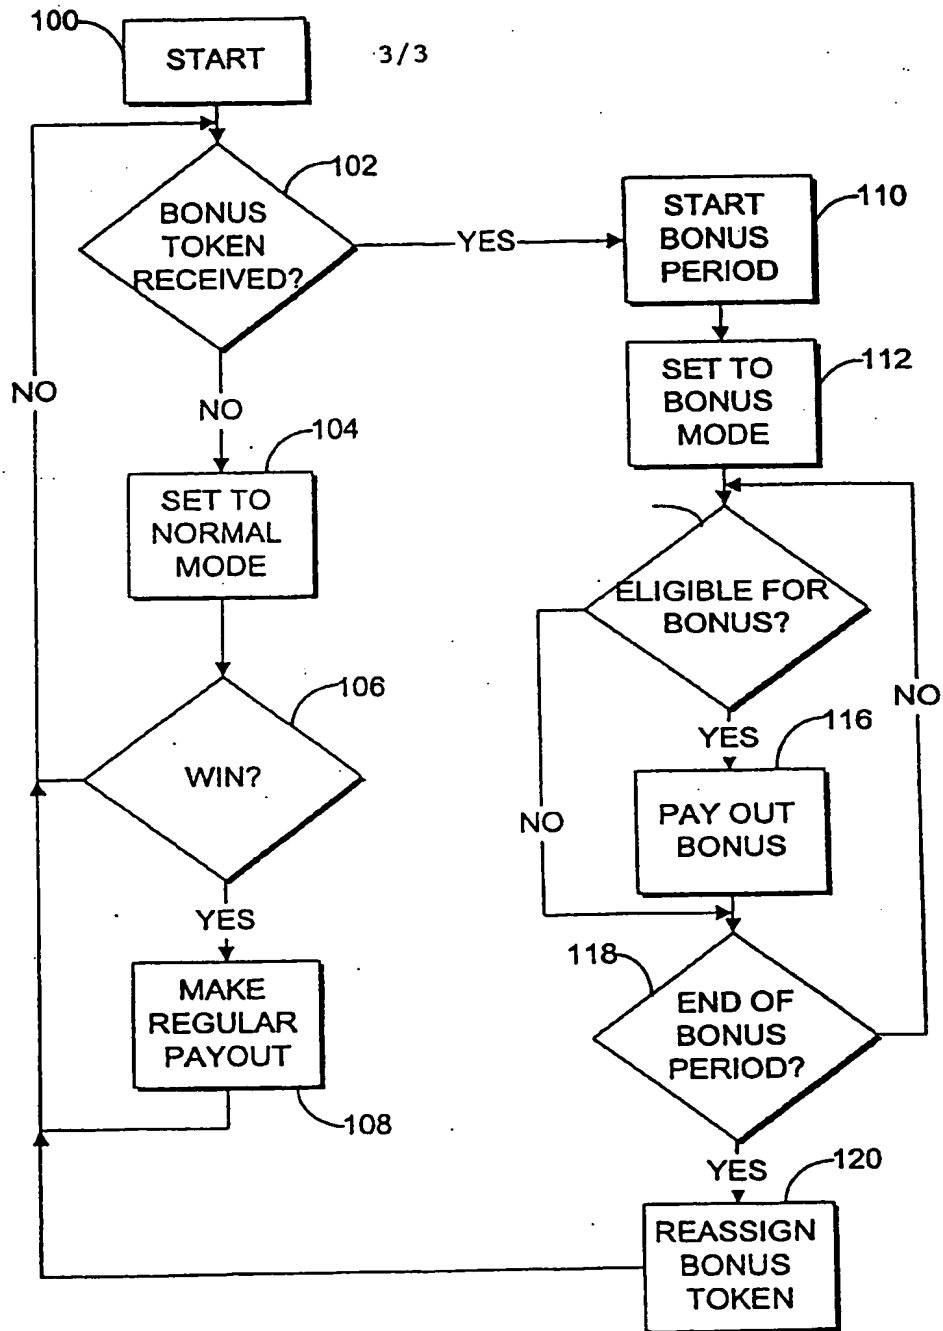 100
START
3/3
102
BONUS
TOKEN
RECEIVED?
YES
START
BONUS
PERIOD
110
NO
NO
SET TO
BONUS
MODE
112
104
SET TO
NORMAL
MODE
ELIGIBLE FOR
BONUS?
NO
106
WIN?
YES
116
NO
PAY OUT
BONUS
YES
118
END OF
BONUS
PERIOD?
MAKE
REGULAR
PAYOUT
108
YES
120
REASSIGN
BONUS
TOKEN